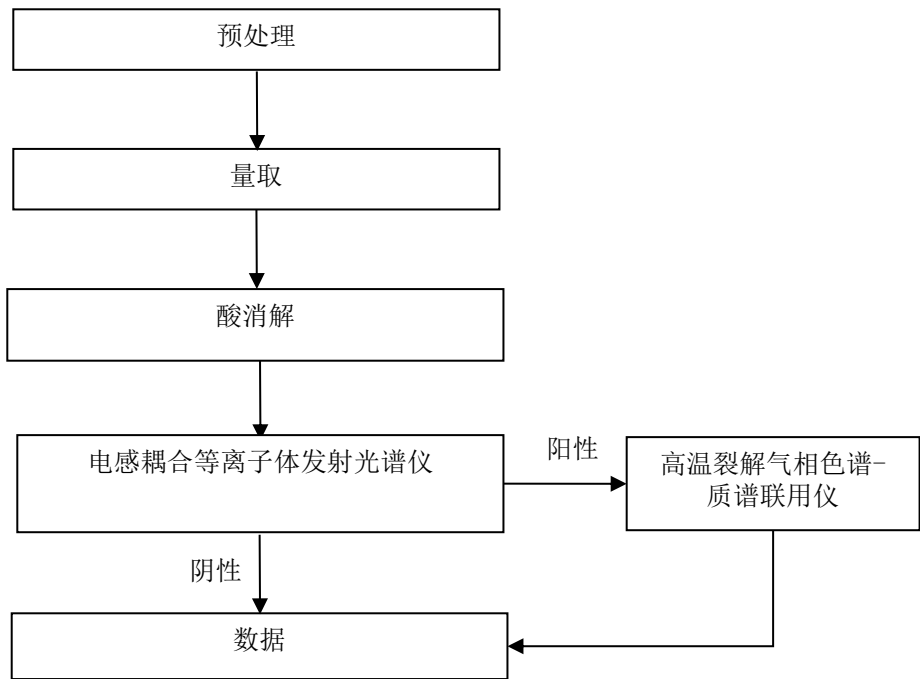 预处理
量取
酸消解
电感耦合等离子体发射光谱仪
阳性
高温裂解气相色谱-
质谱联用仪
阴性
数据